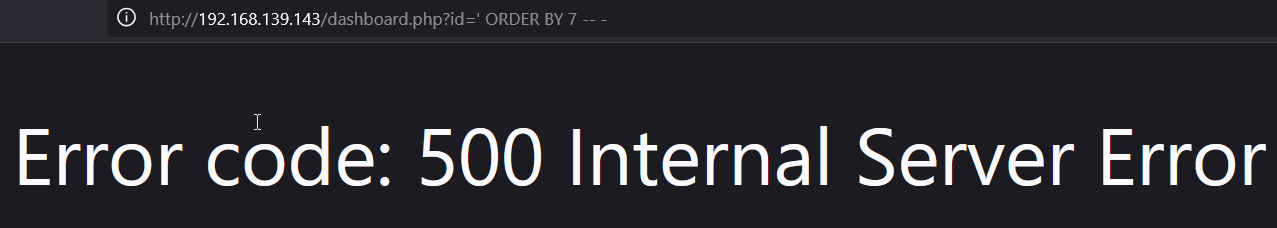 http://192.168.139.143/dashboard.php?id=' ORDER BY 7 -- -
Error code: 500 Internal Server Error